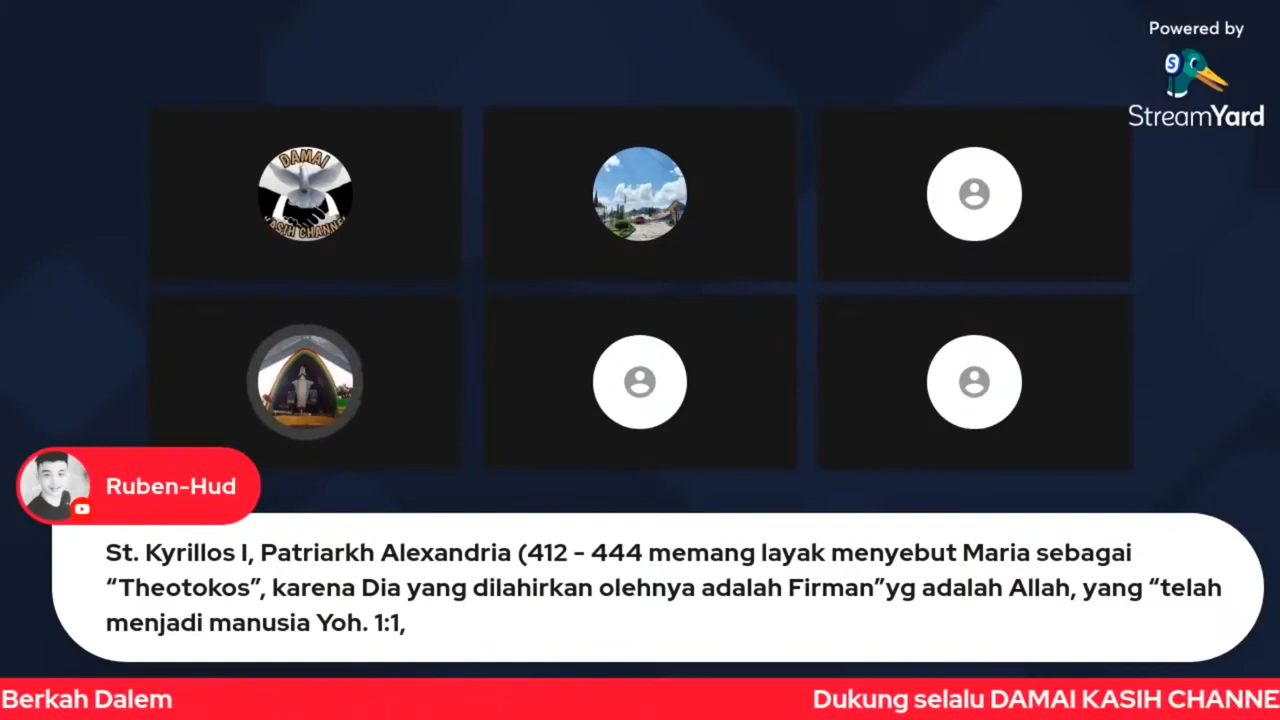 Powered by
StreamYard
DAMAI
KASIH CHANNEL
Ruben-Hud
St. Kyrillos I, Patriarkh Alexandria (412 - 444 memang layak menyebut Maria sebagai
“Theotokos”, karena Dia yang dilahirkan olehnya adalah Firman”yg adalah Allah, yang “telah
menjadi manusia Yoh. 1:1,
Berkah Dalem
Dukung selalu DAMAI KASIH CHANNE